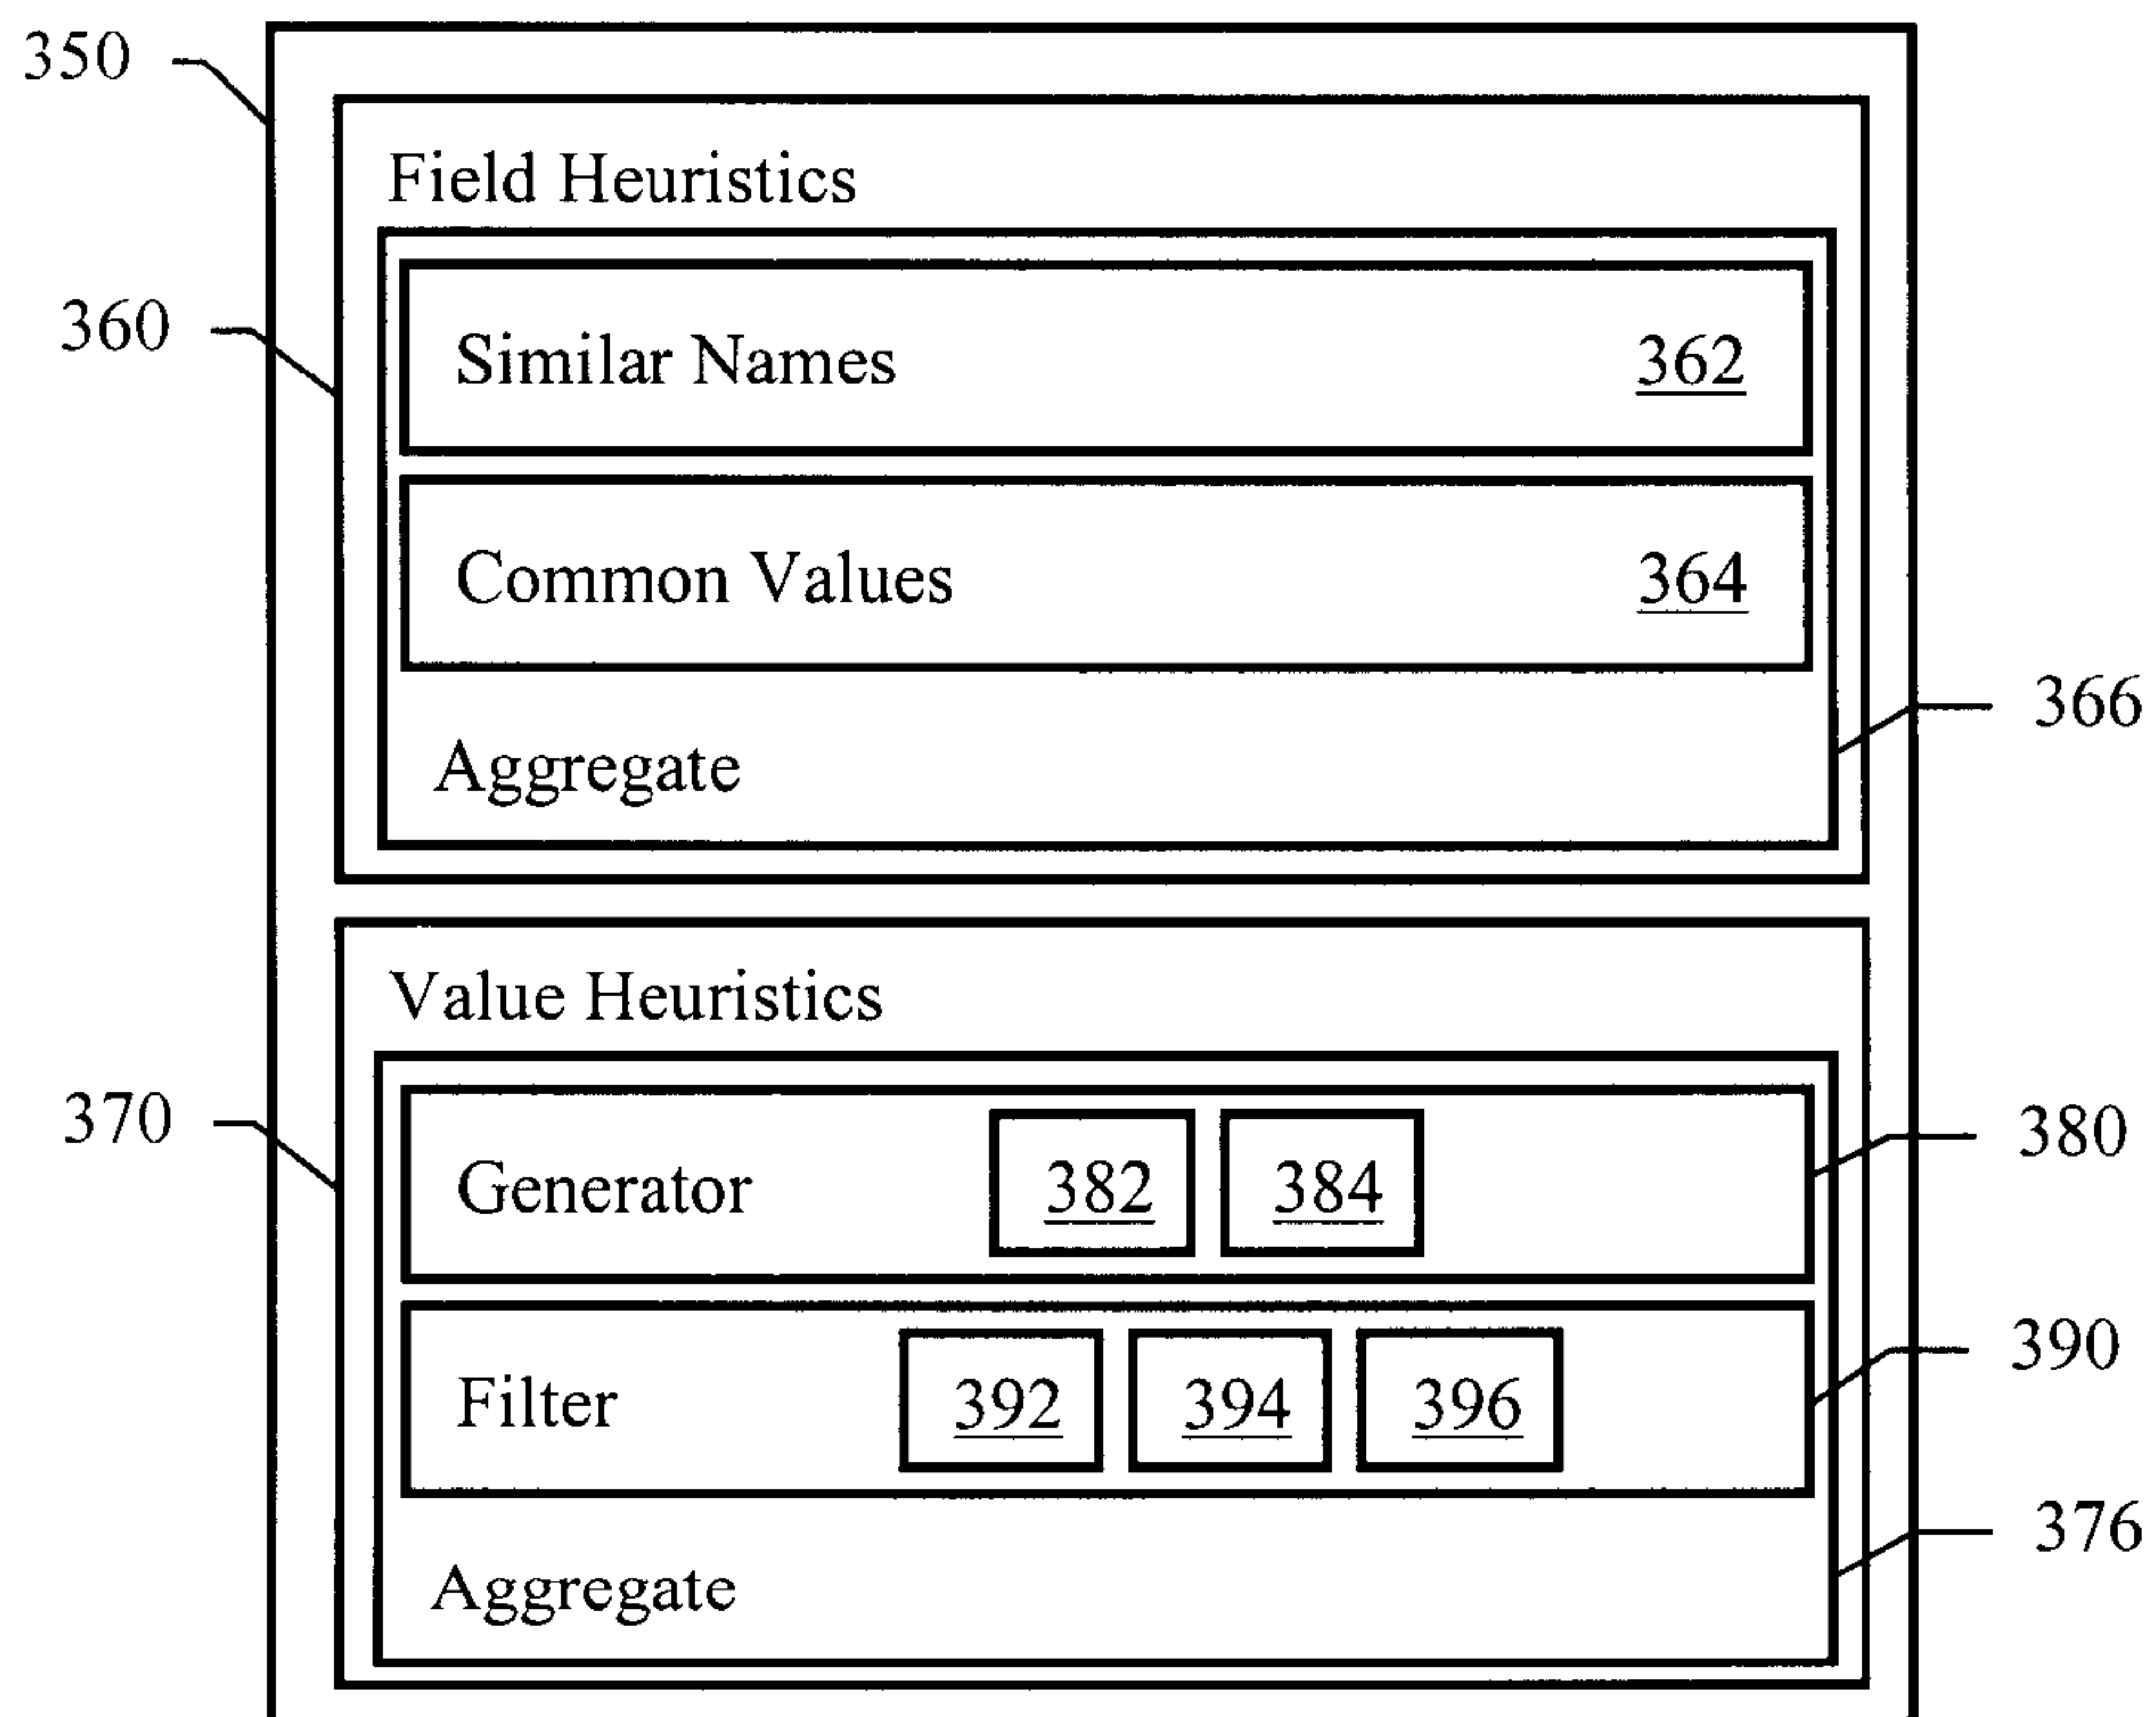 350
Field Heuristics
360
Similar Names 362
Common Values 364
366
Aggregate
Value Heuristics
370
380
Generator 382 384
390
Filter 392 394 396
376
Aggregate